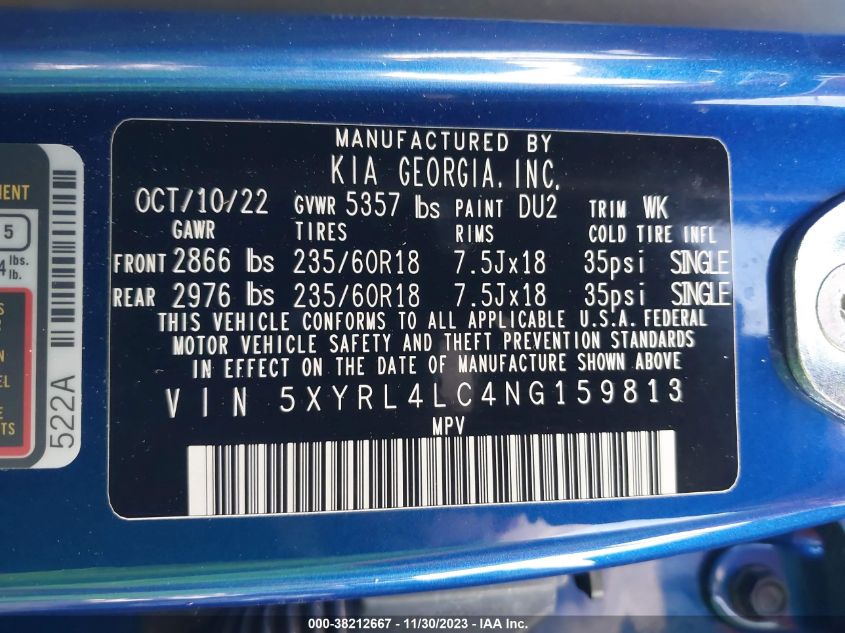 MANUFACTURED BY
KIA GEORGIA, INC.
OCT/10/22 GVWR 5357 lbs PAINT DU2 TRIM WK
GAWR TIRES RIMS COLD TIRE INFL
FRONT 2866 lbs 235/60R18 7.5Jx18 35psi SINGLE
REAR 2976 lbs 235/60R18 7.5Jx18 35psi SINGLE
THIS VEHICLE CONFORMS TO ALL APPLICABLE U.S.A. FEDERAL
MOTOR VEHICLE SAFETY AND THEFT PREVENTION STANDARDS
IN EFFECT ON THE DATE OF MANUFACTURE SHOWN ABOVE
VIN 5XYRL4LC4NG159813
MPV
5
lbs.
522A
000-38212667 - 11/30/2023 - IAA Inc.